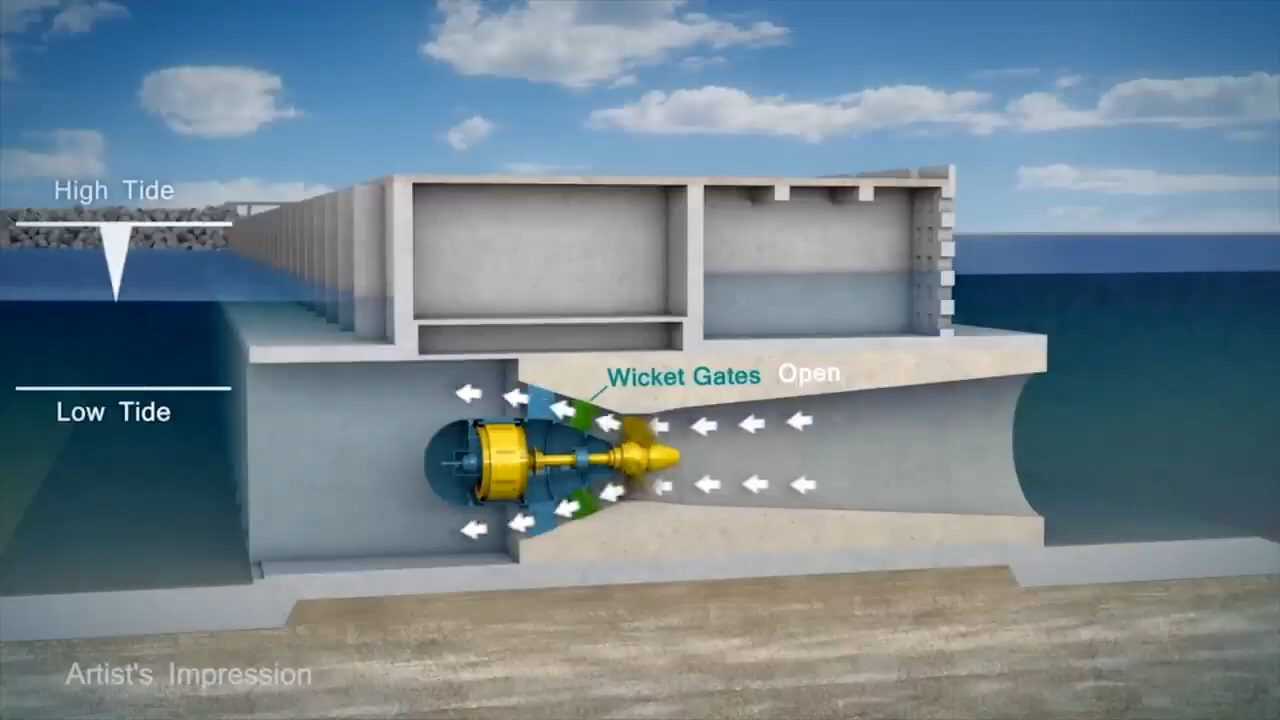 High Tide
Wicket Gates Open
Low Tide
Artist's Impression